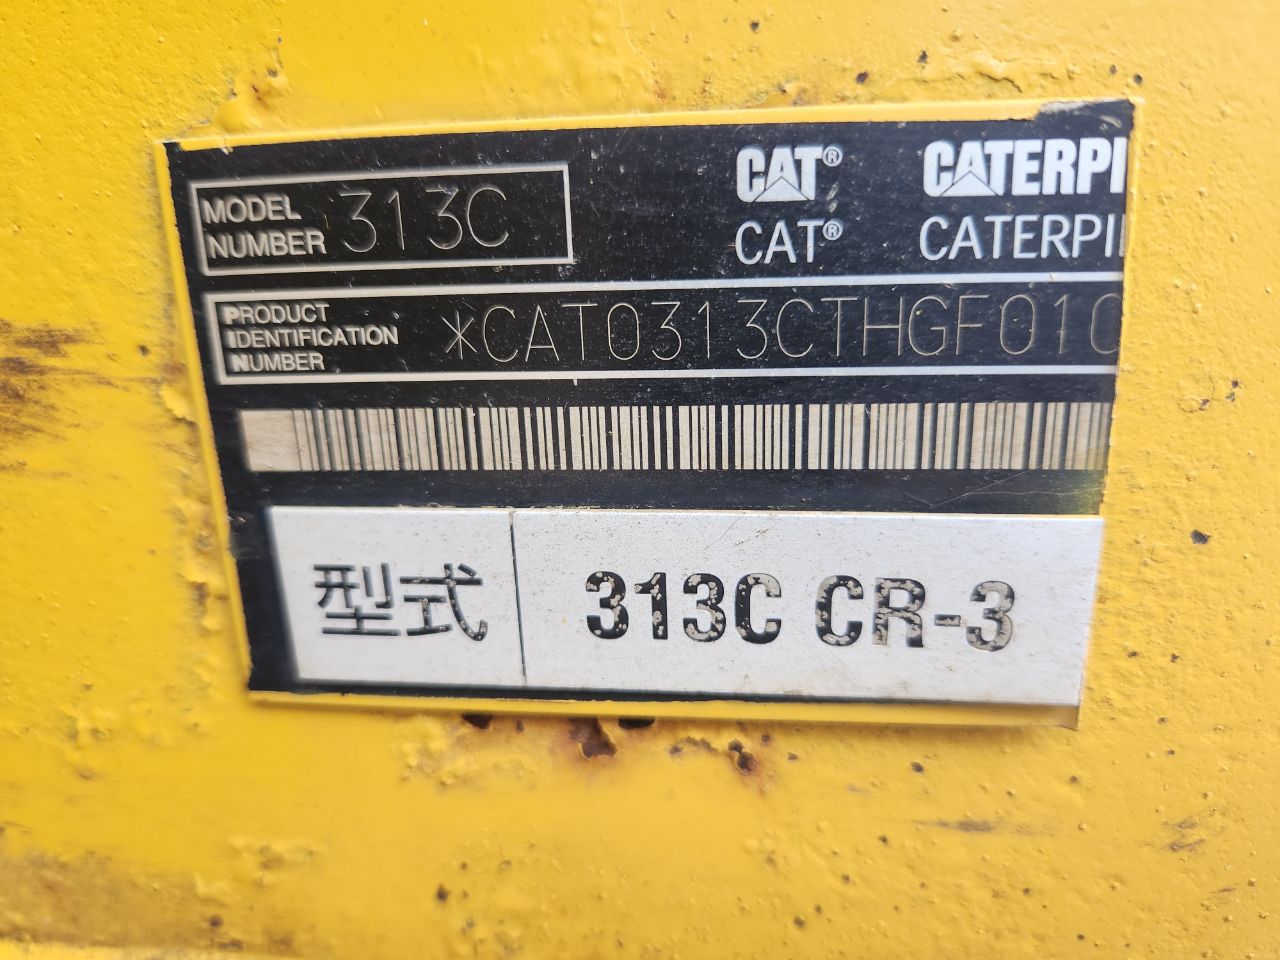 MODEL NUMBER 313C
CAT® CATERPI
CAT® CATERPI
PRODUCT IDENTIFICATION NUMBER *CAT0313CTHGF010
型式 313C CR-3